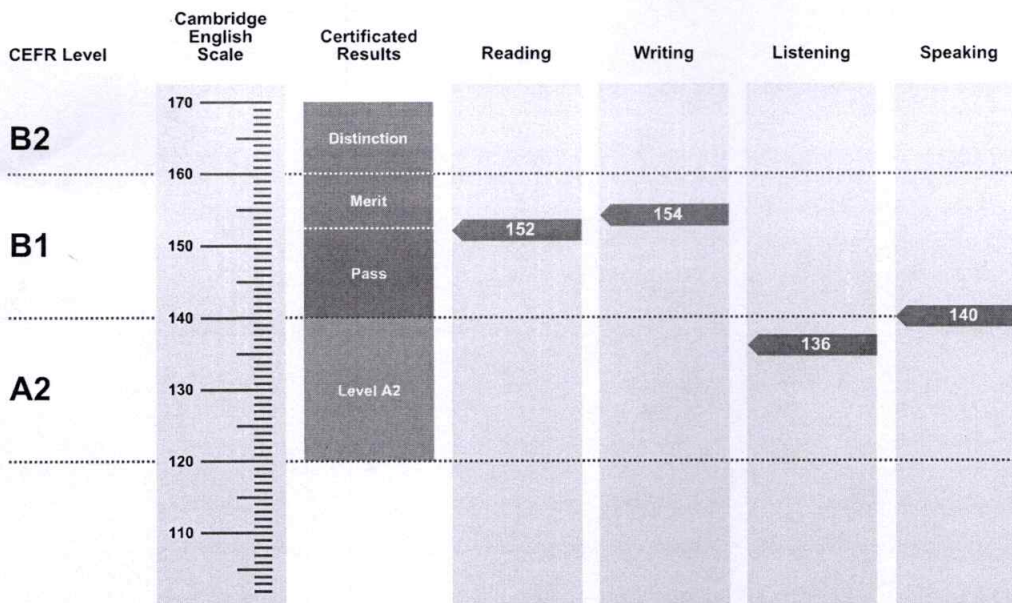 CEFR Level
Cambridge
English
Scale
Certificated
Results
Reading
Writing
Listening
Speaking
170
B2
Distinction
160
Merit
154
152
B1
150
Pass
140
140
136
A2
130
Level A2
120
110